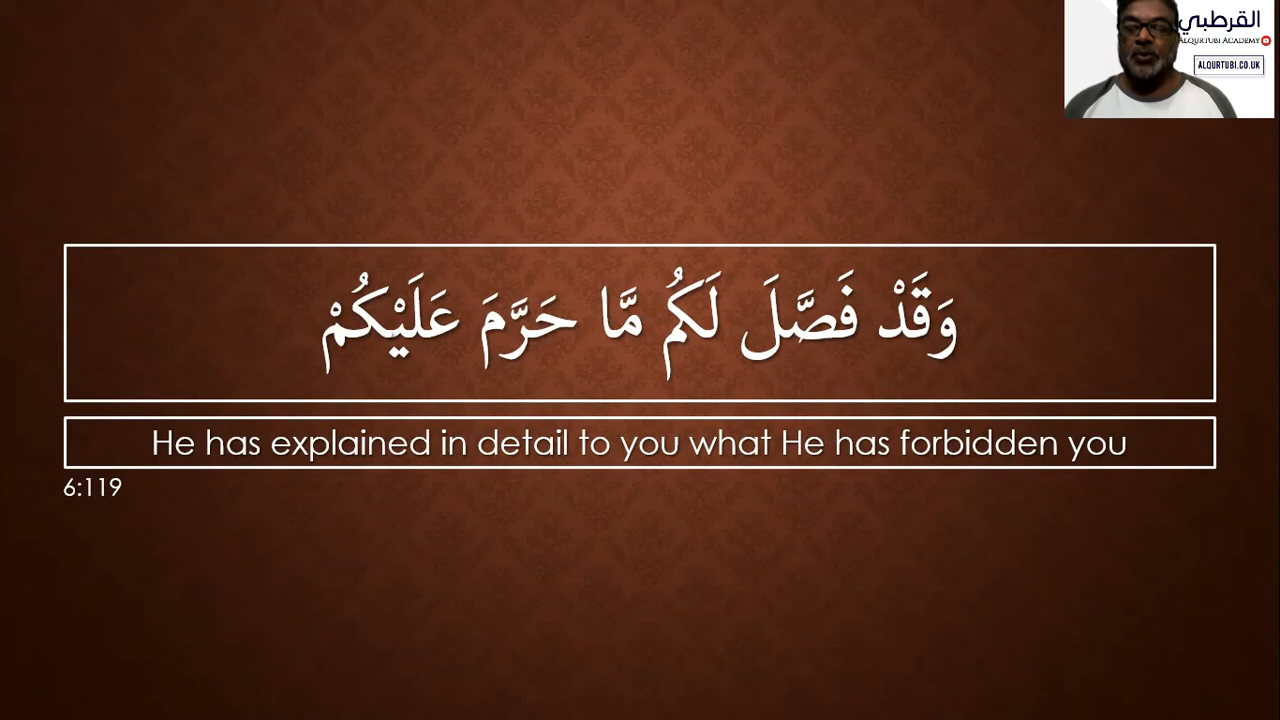 القرطبي
ALQURTUBI ACADEMY
ALQURTUBI.CO.UK
وَقَدْ فَصَّلَ لَكُم مَّا حَرَّمَ عَلَيْكُمْ
He has explained in detail to you what He has forbidden you
6:119